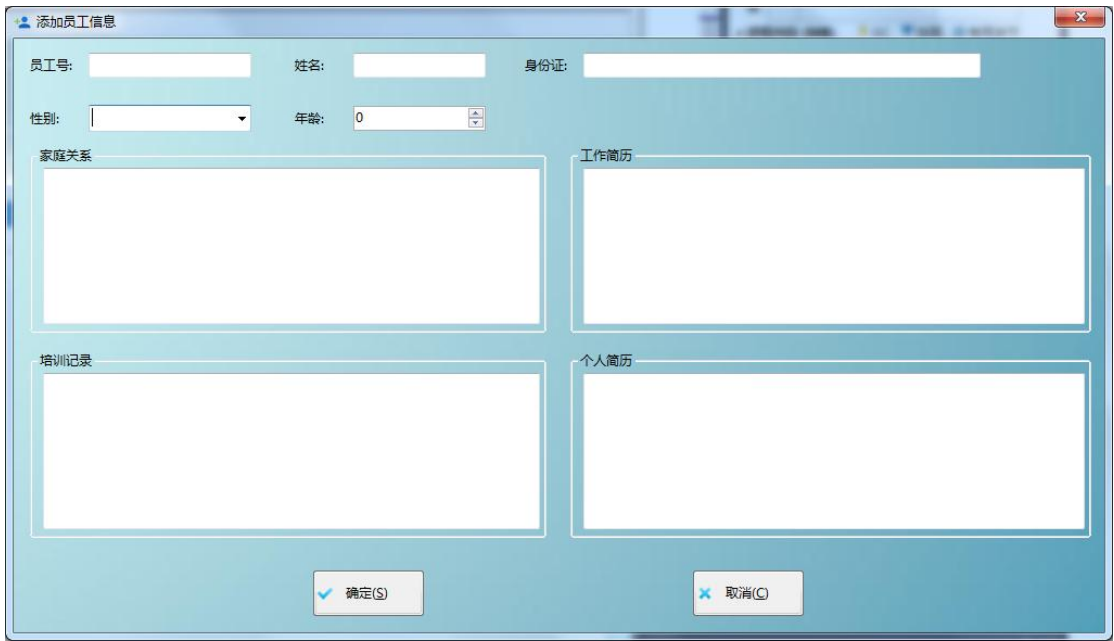 添加员工信息
员工号: 姓名: 身份证:
性别: 年龄: 0
家庭关系 工作简历
培训记录 个人简历
确定(S) 取消(C)